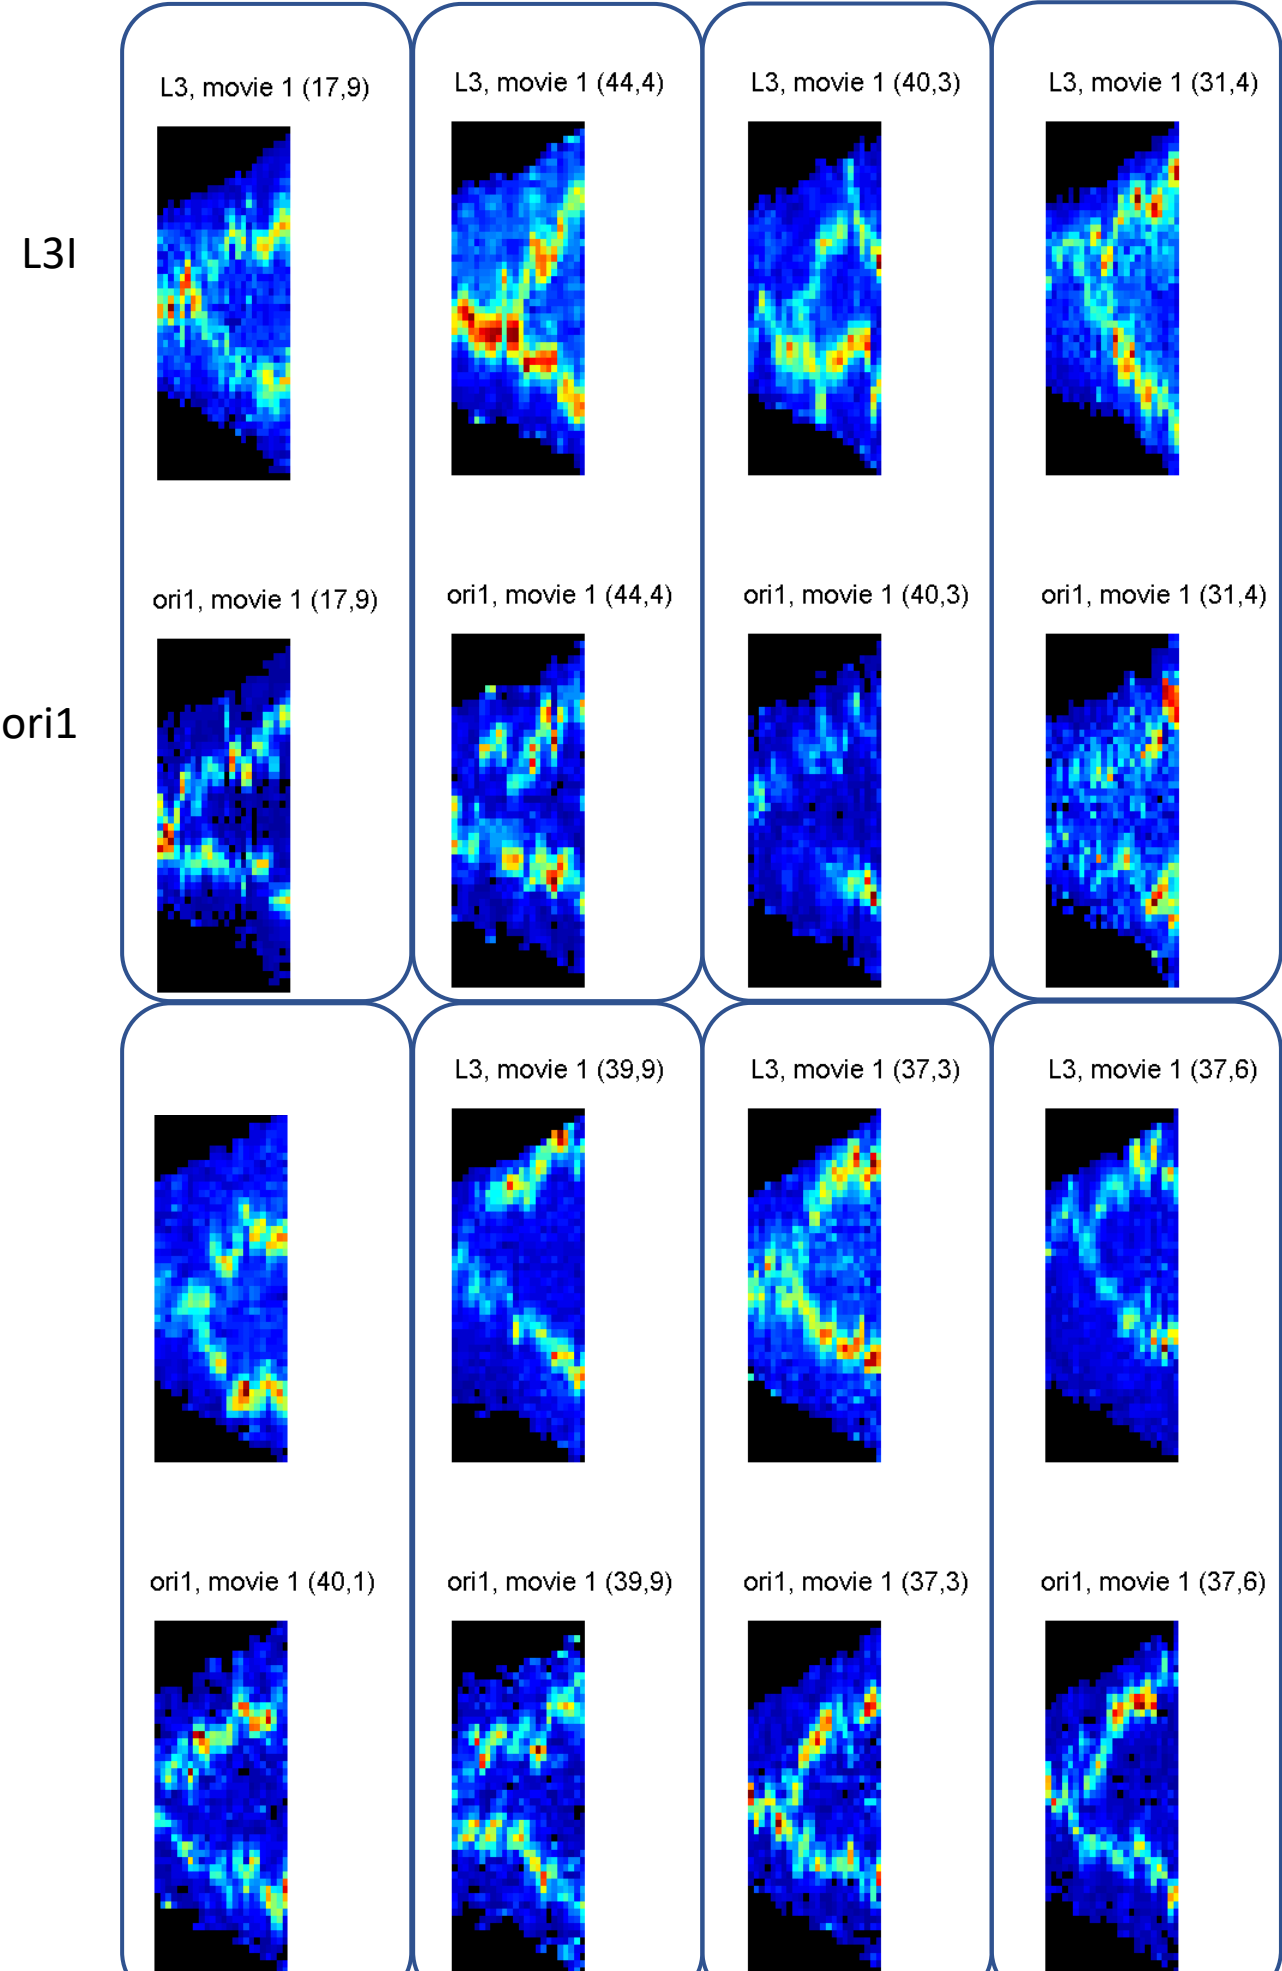 L3, movie 1 (17,9)
L3, movie 1 (44,4)
L3, movie 1 (40,3)
L3, movie 1 (31,4)
L3I
ori1, movie 1 (17,9)
ori1, movie 1 (44,4)
ori1, movie 1 (40,3)
ori1, movie 1 (31,4)
ori1
L3, movie 1 (39,9)
L3, movie 1 (37,3)
L3, movie 1 (37,6)
ori1, movie 1 (40,1)
ori1, movie 1 (39,9)
ori1, movie 1 (37,3)
ori1, movie 1 (37,6)